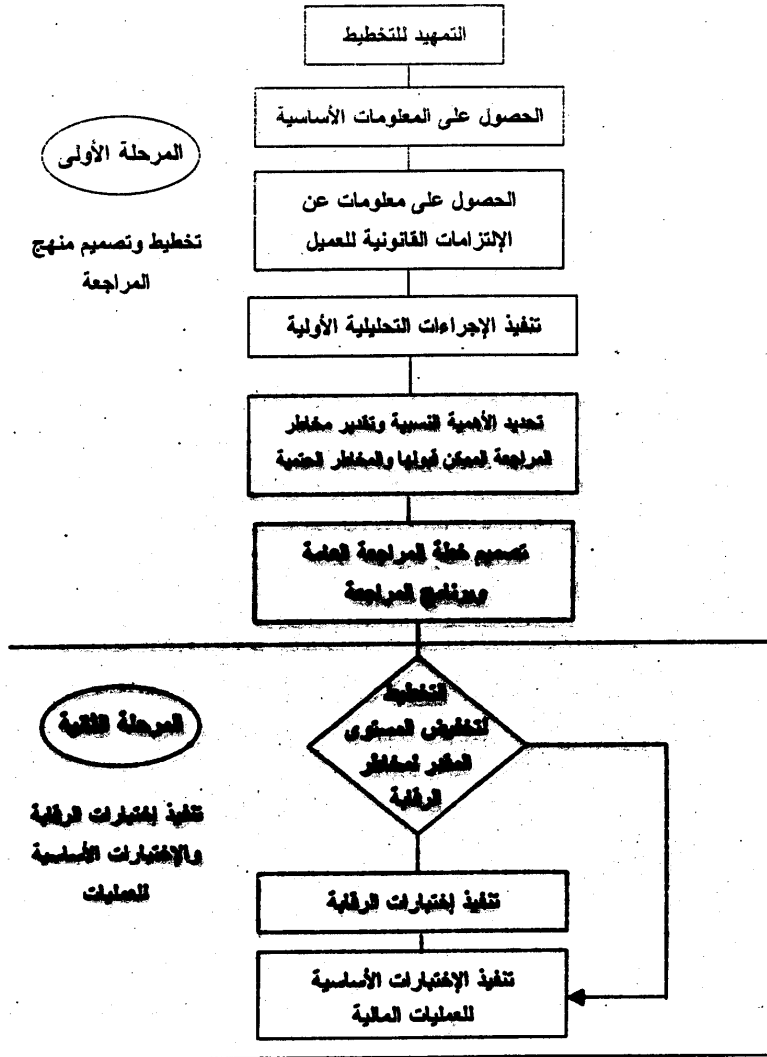 التمهيد للتخطيط
الحصول على المعلومات الأساسية
المرحلة الأولى
الحصول على معلومات عن
الإلتزامات القانونية للعميل
تخطيط وتصميم منهج
المراجعة
تنفيذ الإجراءات التحليلية الأولية
تحديد الأهمية النسبية وتقدير مخاطر
المراجعة الممكن قبولها والمخاطر الحتمية
تصميم خطة المراجعة العامة
وبرنامج المراجعة
المرحلة الثانية
التخطيط
لتخفيض المستوى
المقدر لمخاطر
الرقابة
تنفيذ إختبارات الرقابة
والإختبارات الأساسية
للعمليات
تنفيذ إختبارات الرقابة
تنفيذ الإختبارات الأساسية
للعمليات المالية